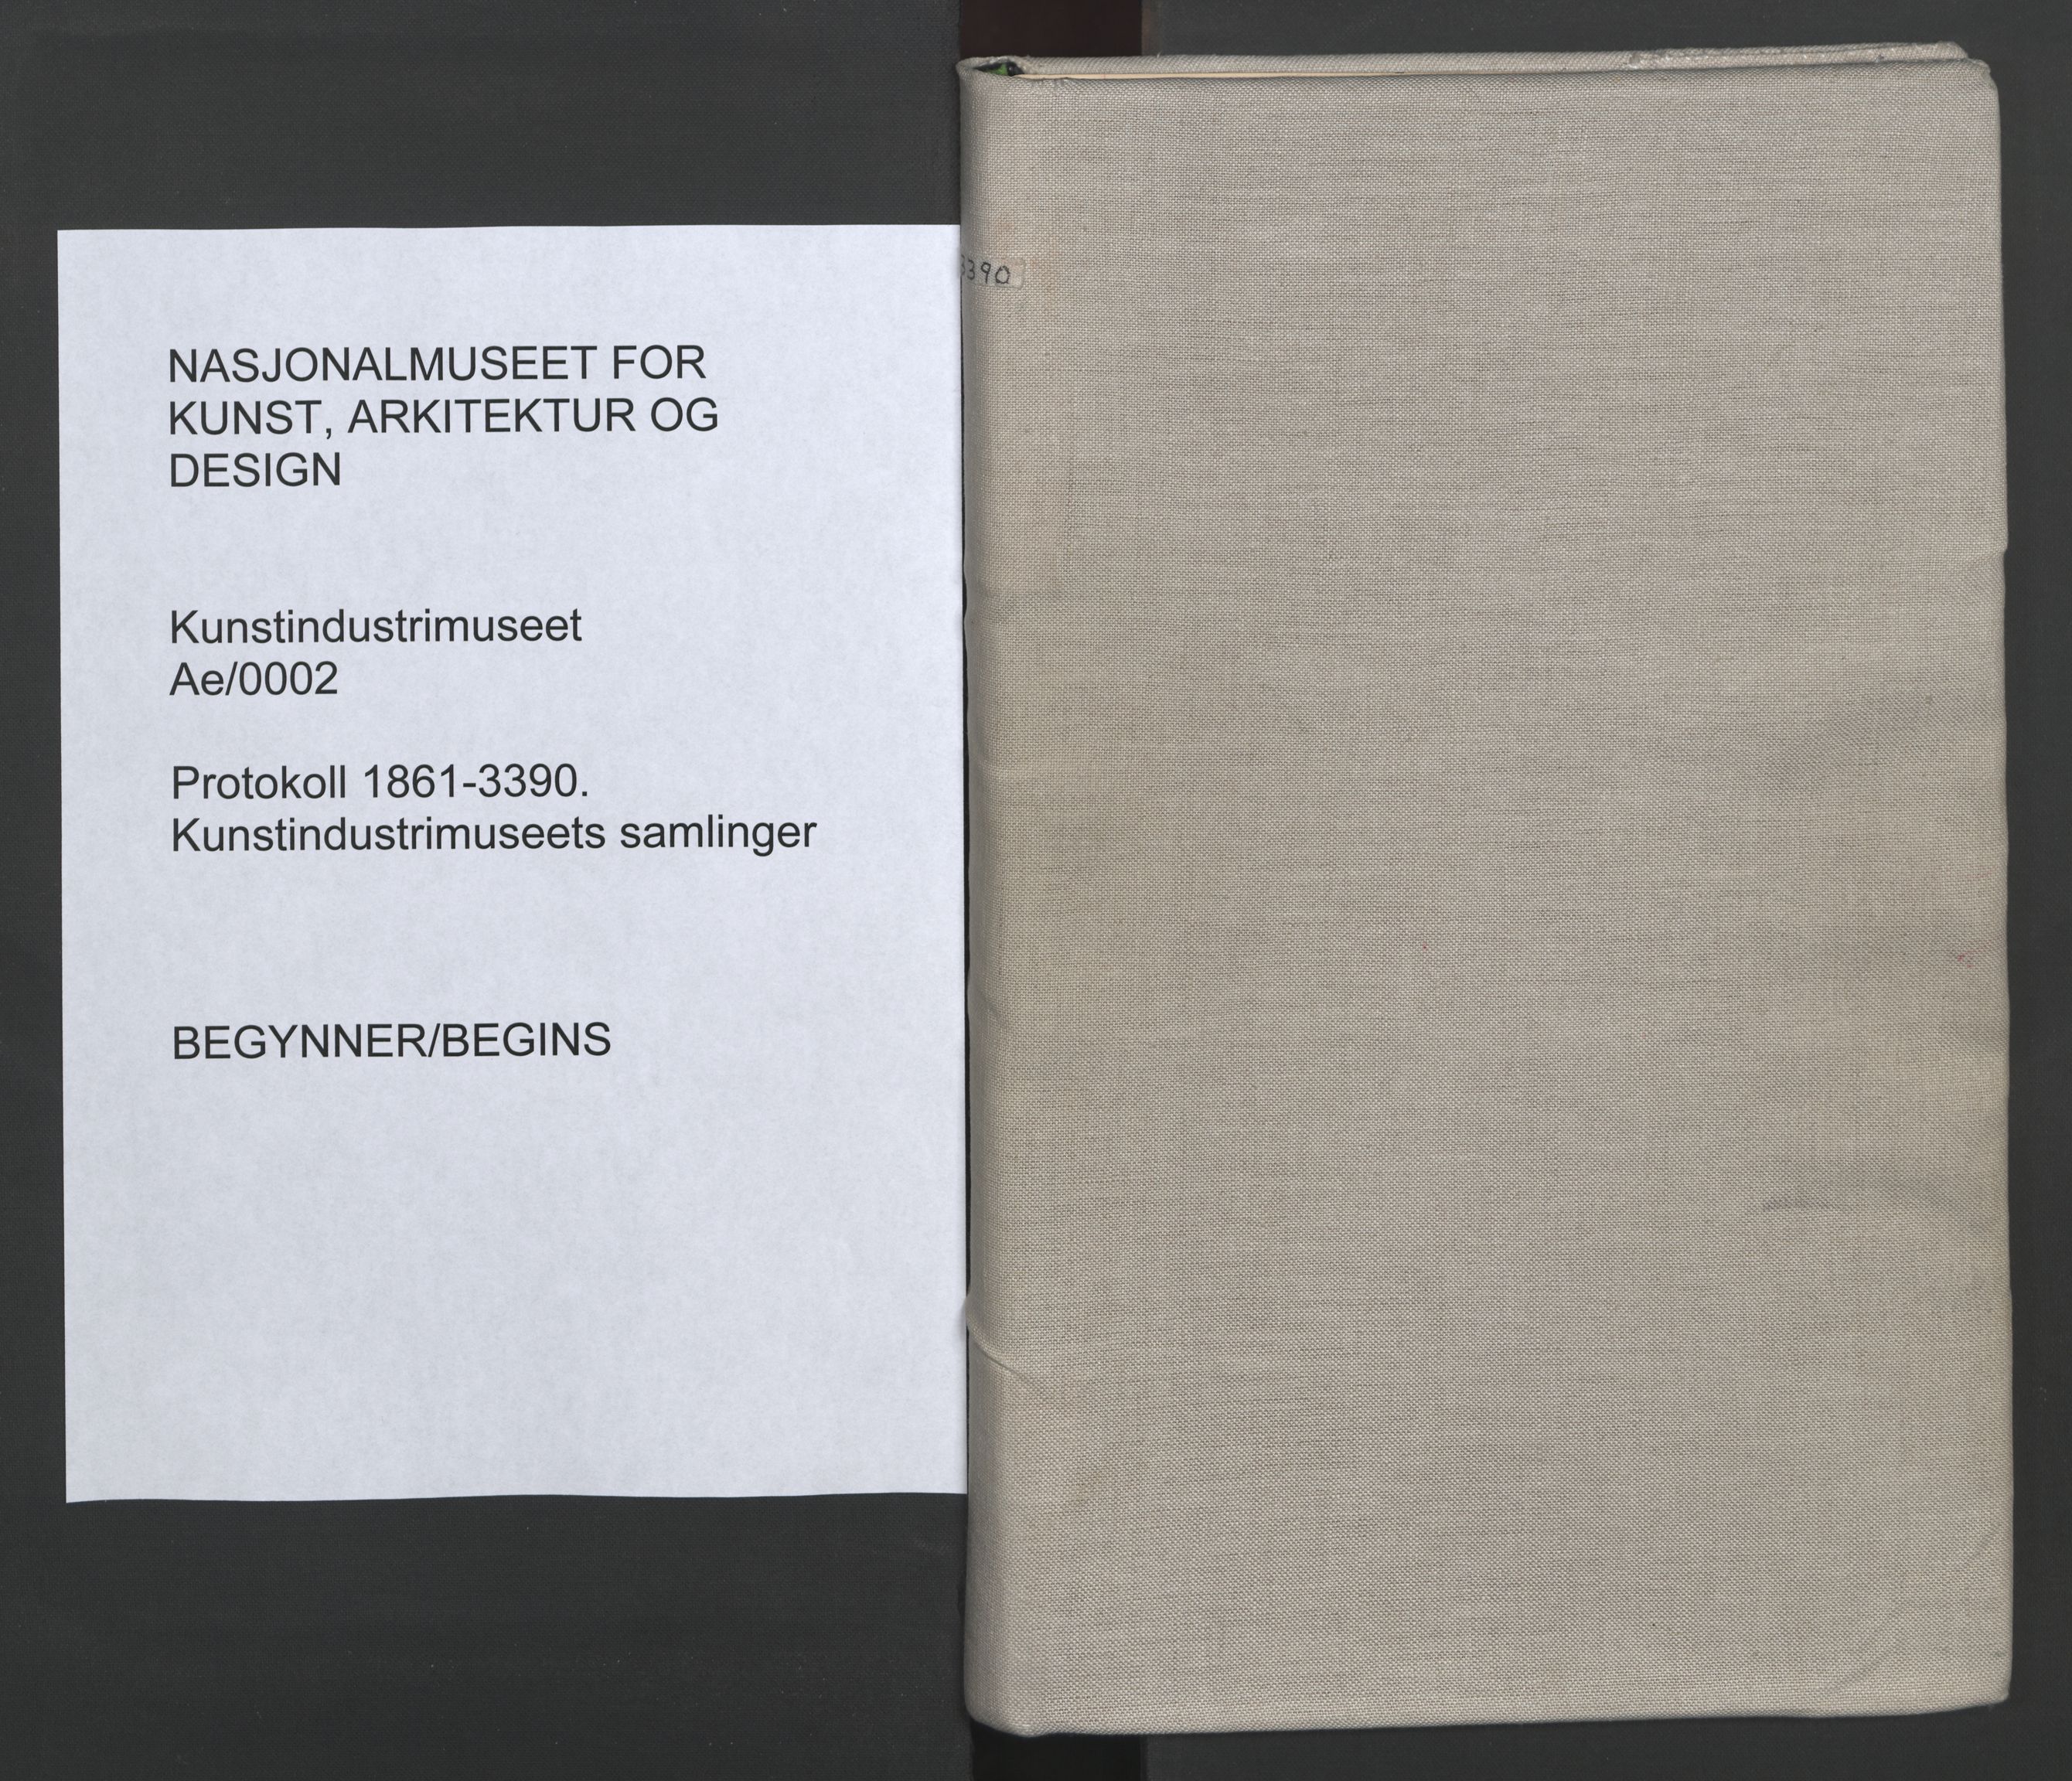 NASJONALMUSEET FOR
KUNST, ARKITEKTUR OG
DESIGN
Kunstindustrimuseet
Ae/0002
Protokoll 1861-3390.
Kunstindustrimuseets samlinger
BEGYNNER/BEGINS
3390